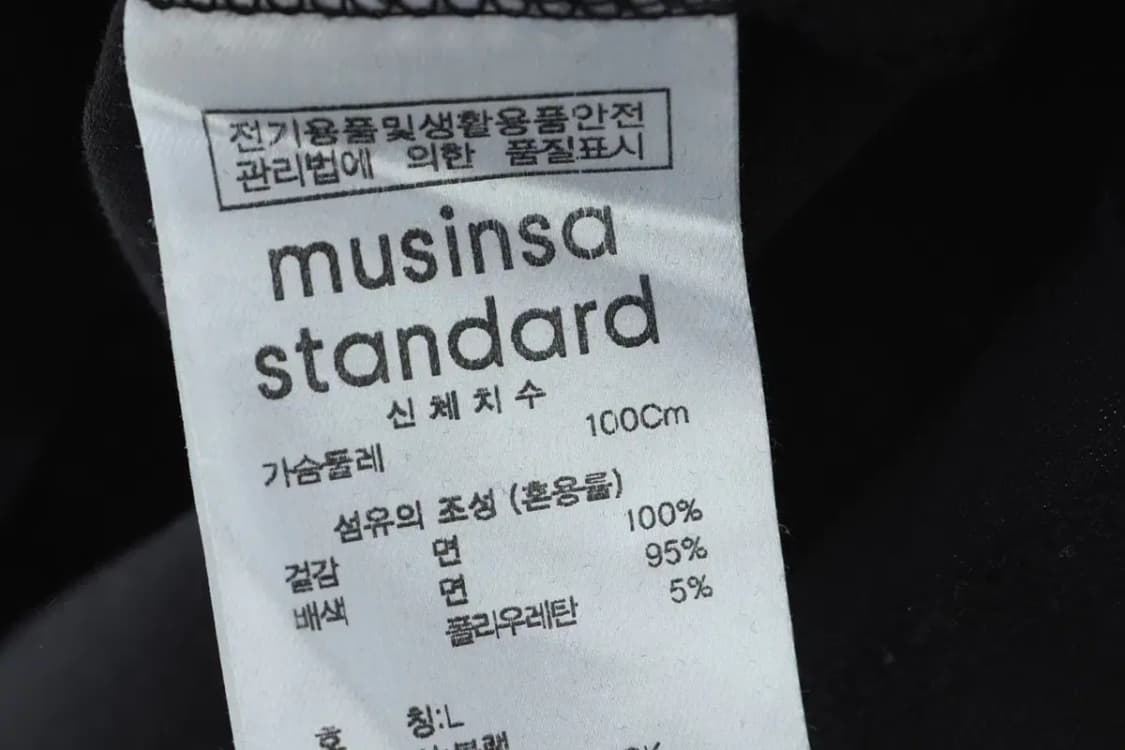 전기용품및생활용품안전
관리법에 의한 품질표시
musinsa
standard
신체치수
가슴둘레 100Cm
섬유의 조성 (혼용률)
겉감 면 100%
배색 면 95%
폴리우레탄 5%
호 칭:L